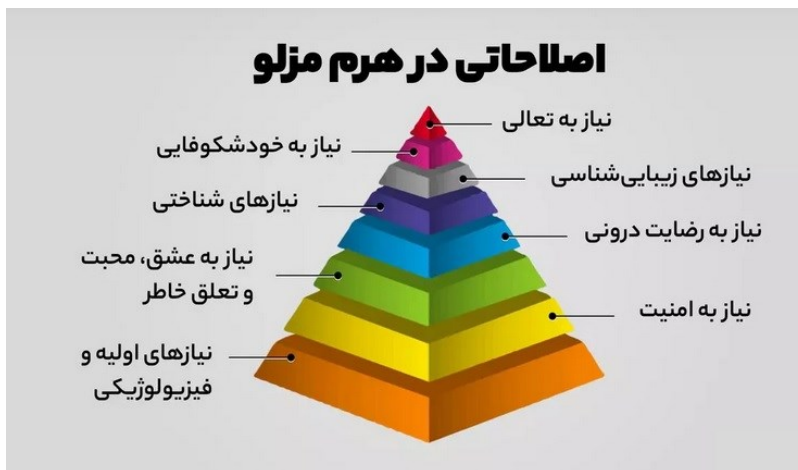 اصلاحاتی در هرم مزلو
نیاز به تعالی
نیاز به خودشکوفایی
نیازهای زیبایی‌شناسی
نیازهای شناختی
نیاز به رضایت درونی
نیاز به عشق، محبت
و تعلق خاطر
نیاز به امنیت
نیازهای اولیه و
فیزیولوژیکی